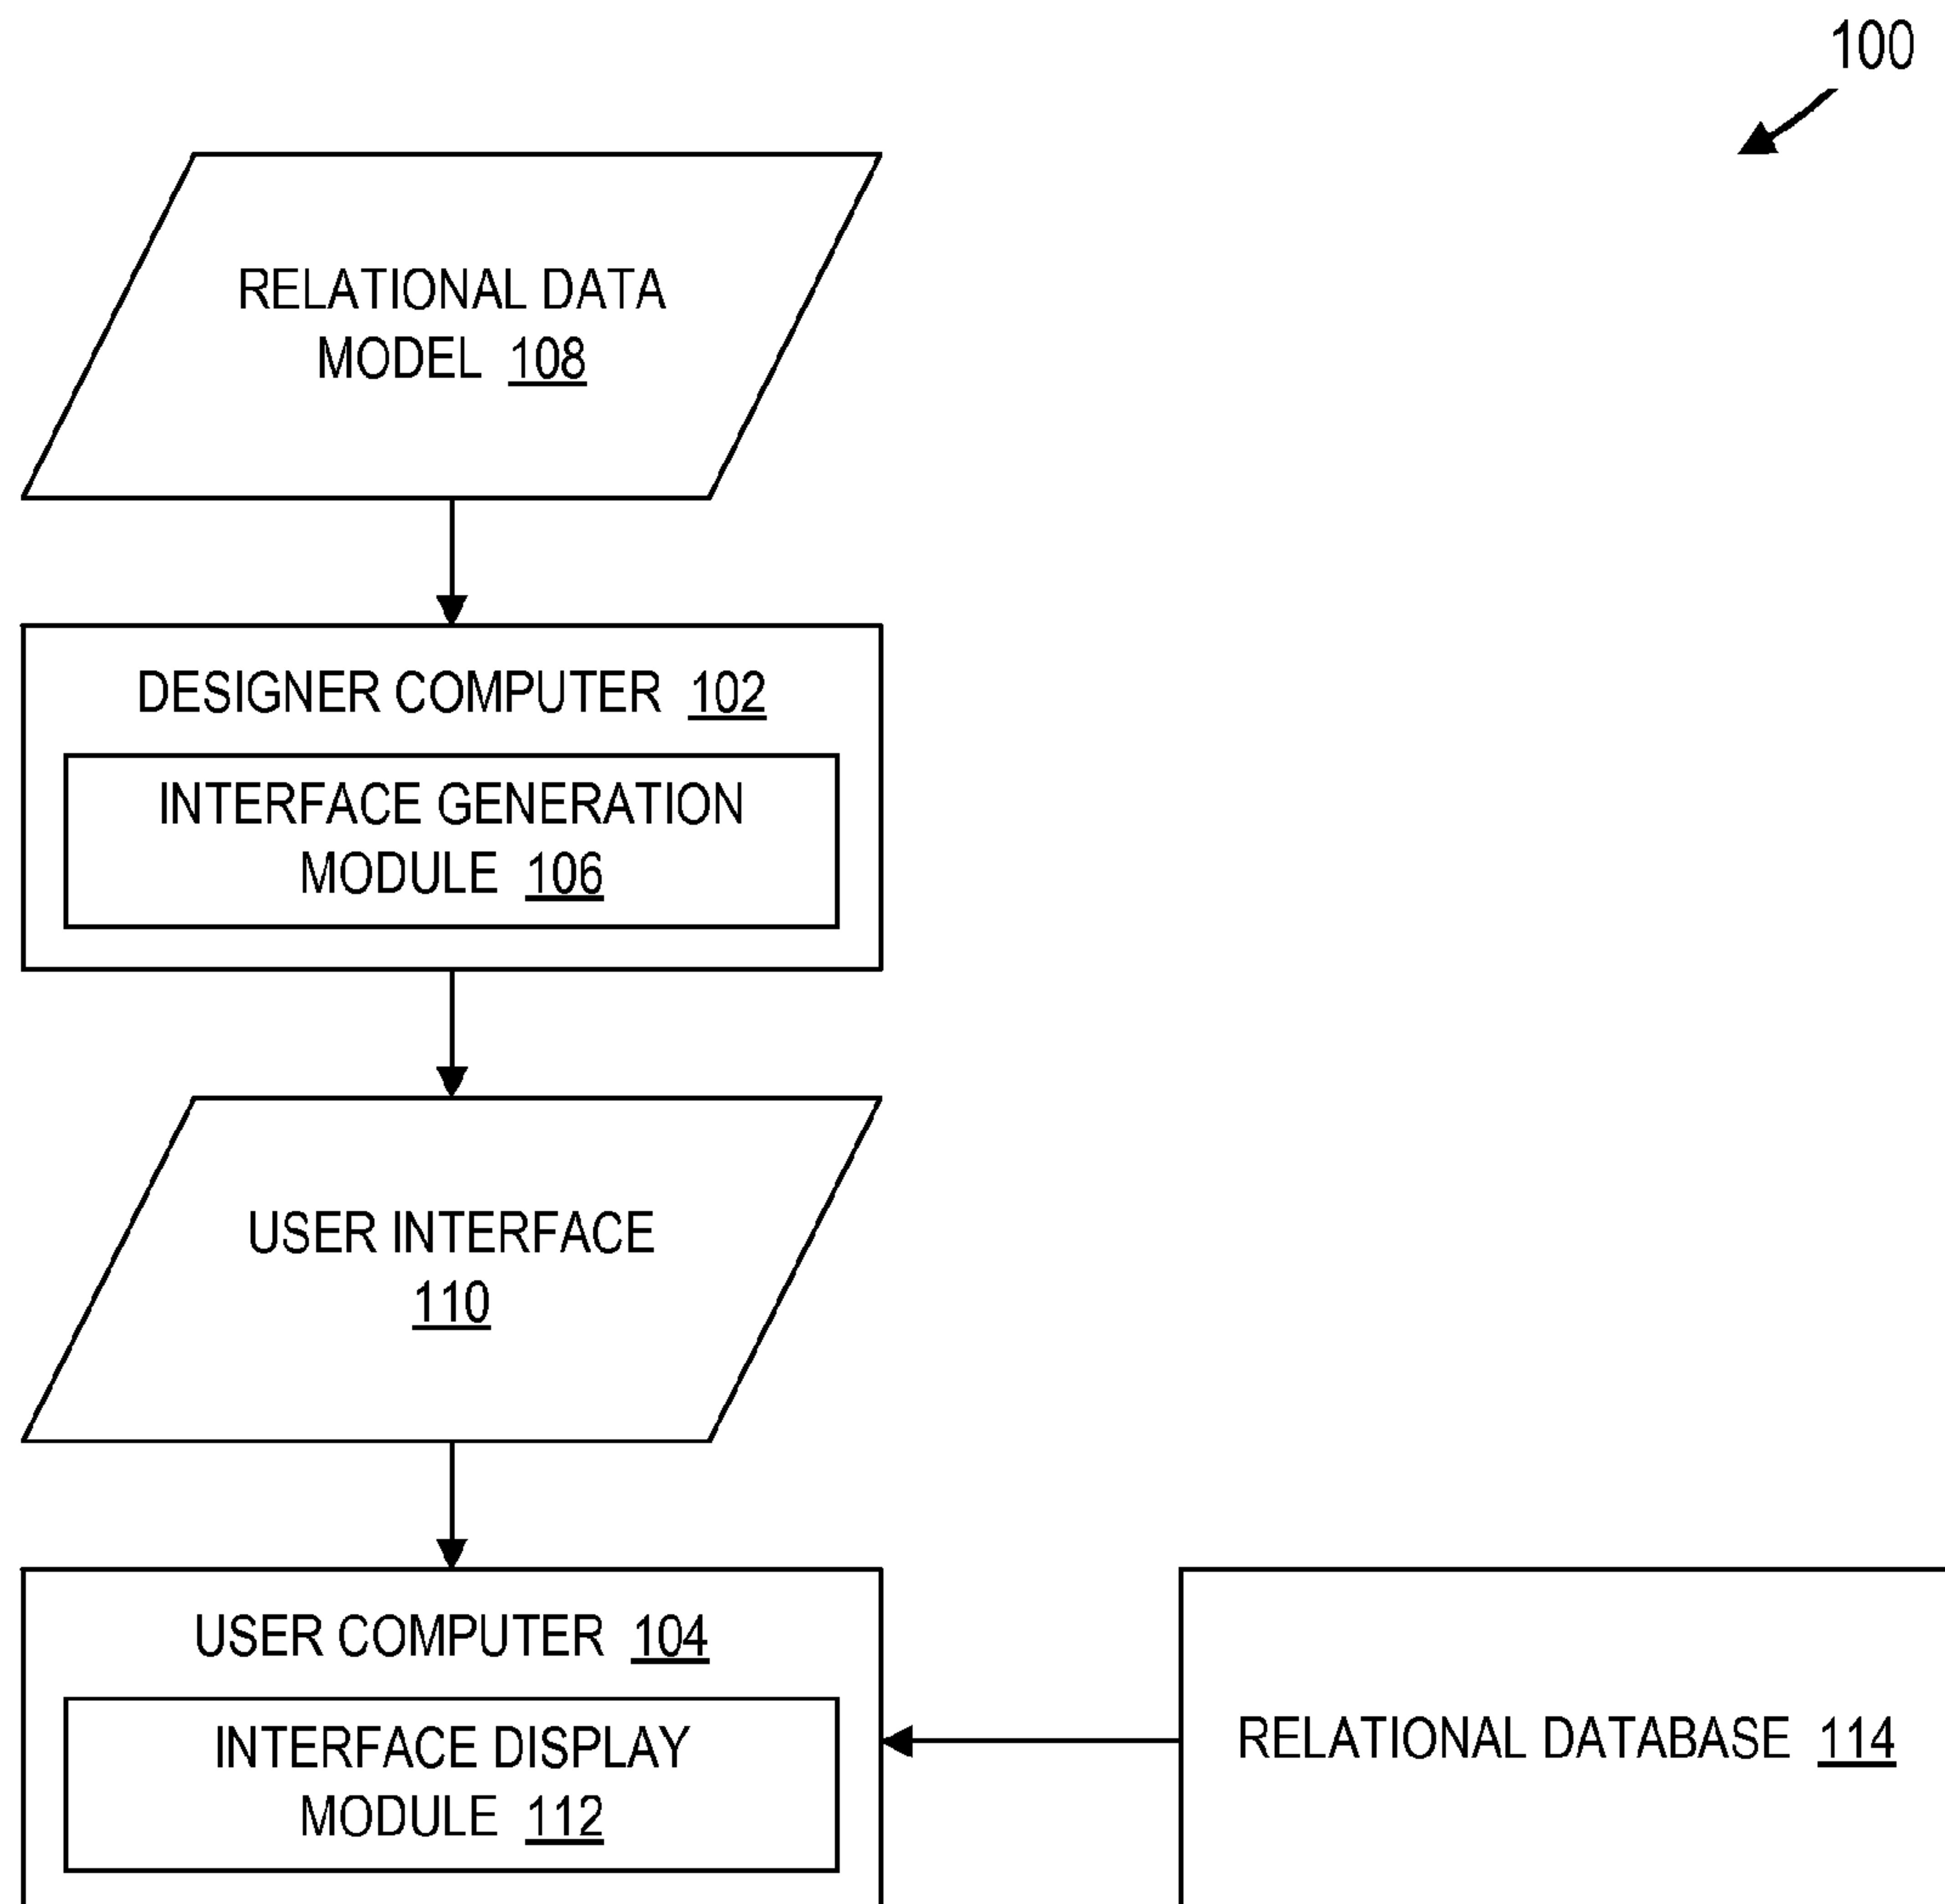 100
RELATIONAL DATA
MODEL 108
DESIGNER COMPUTER 102
INTERFACE GENERATION
MODULE 106
USER INTERFACE
110
USER COMPUTER 104
INTERFACE DISPLAY
MODULE 112
RELATIONAL DATABASE 114